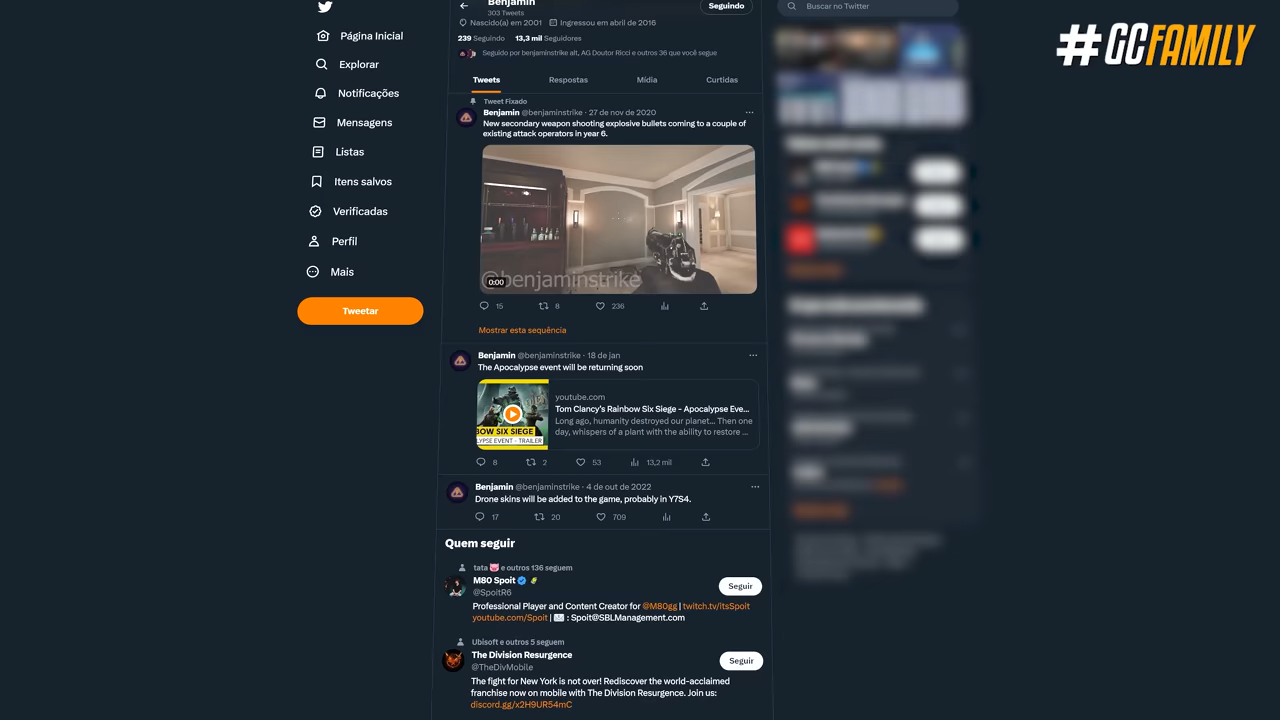 Página Inicial
Explorar
Notificações
Mensagens
Listas
Itens salvos
Verificadas
Perfil
Mais
Tweetar
Benjamin
303 Tweets
Seguindo
Nascido(a) em 2001 Ingressou em abril de 2016
239 Seguindo 13,3 mil Seguidores
Seguido por benjaminstrike alt, AG Doutor Ricci e outros 36 que você segue
Tweets Respostas Mídia Curtidas
Tweet Fixado
Benjamin @benjaminstrike · 27 de nov de 2020
New secondary weapon shooting explosive bullets coming to a couple of
existing attack operators in year 6.
@benjaminstrike
0:00
15 8 236
Mostrar esta sequência
Benjamin @benjaminstrike · 18 de jan
The Apocalypse event will be returning soon
BOW SIX SIEGE
LYPSE EVENT - TRAILER
youtube.com
Tom Clancy's Rainbow Six Siege - Apocalypse Eve...
Long ago, humanity destroyed our planet... Then one
day, whispers of a plant with the ability to restore ...
8 2 53 13,2 mil
Benjamin @benjaminstrike · 4 de out de 2022
Drone skins will be added to the game, probably in Y7S4.
17 20 709
Quem seguir
tata e outros 136 seguem
M80 Spoit
@SpoitR6
Seguir
Professional Player and Content Creator for @M80gg | twitch.tv/itsSpoit
youtube.com/Spoit | : Spoit@SBLManagement.com
Ubisoft e outros 5 seguem
The Division Resurgence
@TheDivMobile
Seguir
The fight for New York is not over! Rediscover the world-acclaimed
franchise now on mobile with The Division Resurgence. Join us:
discord.gg/x2H9UR54mC
Buscar no Twitter
#GCFAMILY